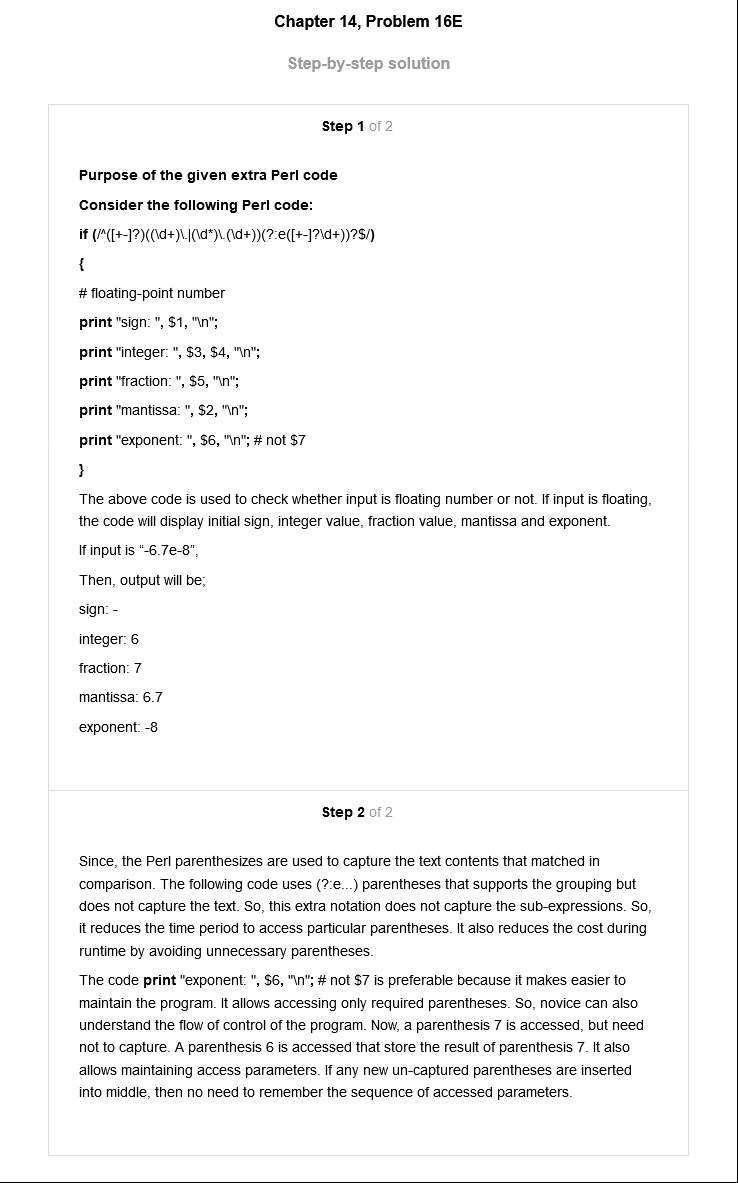 Chapter 14, Problem 16E
Step-by-step solution
Step 1 of 2
Purpose of the given extra Perl code
Consider the following Perl code:
if (/^([+-]?)((\d+)\.|(\d*)\.(\d+))(?:e([+-]?\d+))?$/)
{
# floating-point number
print "sign: ", $1, "\n";
print "integer: ", $3, $4, "\n";
print "fraction: ", $5, "\n";
print "mantissa: ", $2, "\n";
print "exponent: ", $6, "\n"; # not $7
}
The above code is used to check whether input is floating number or not. If input is floating,
the code will display initial sign, integer value, fraction value, mantissa and exponent.
If input is “-6.7e-8”,
Then, output will be;
sign: -
integer: 6
fraction: 7
mantissa: 6.7
exponent: -8
Step 2 of 2
Since, the Perl parenthesizes are used to capture the text contents that matched in
comparison. The following code uses (?:e...) parentheses that supports the grouping but
does not capture the text. So, this extra notation does not capture the sub-expressions. So,
it reduces the time period to access particular parentheses. It also reduces the cost during
runtime by avoiding unnecessary parentheses.
The code print "exponent: ", $6, "\n"; # not $7 is preferable because it makes easier to
maintain the program. It allows accessing only required parentheses. So, novice can also
understand the flow of control of the program. Now, a parenthesis 7 is accessed, but need
not to capture. A parenthesis 6 is accessed that store the result of parenthesis 7. It also
allows maintaining access parameters. If any new un-captured parentheses are inserted
into middle, then no need to remember the sequence of accessed parameters.